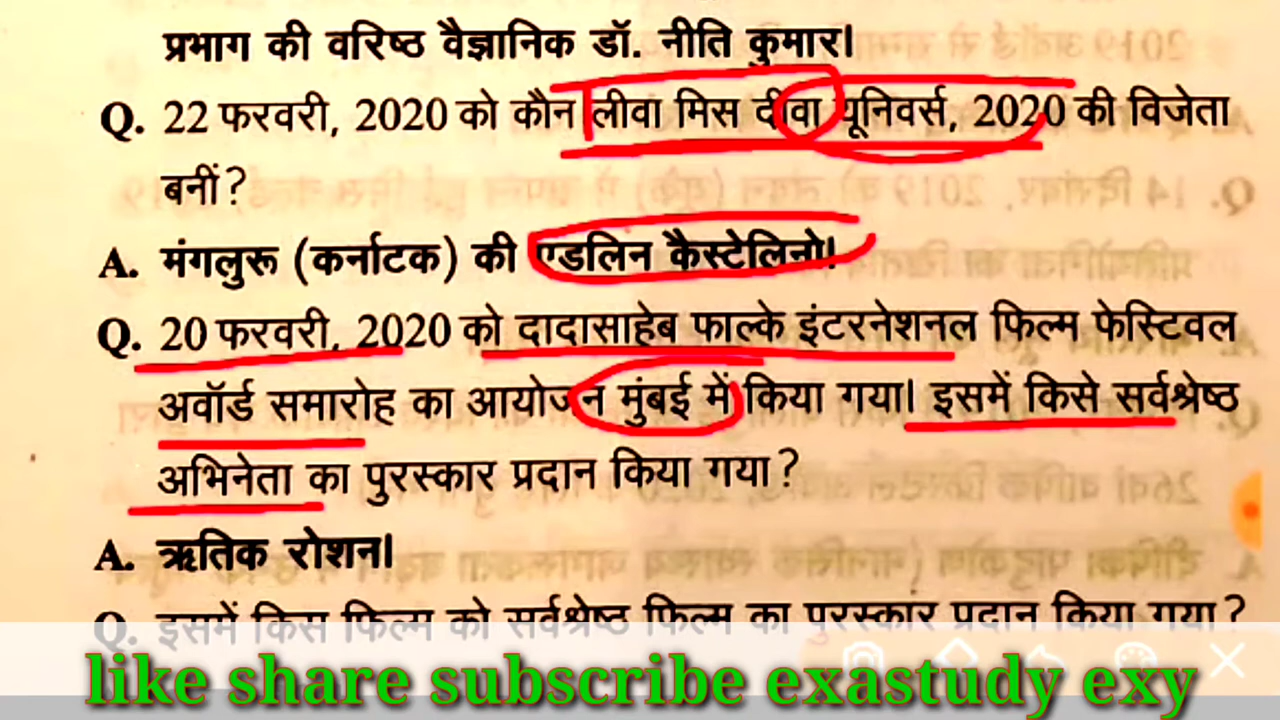 प्रभाग की वरिष्ठ वैज्ञानिक डॉ. नीति कुमार।
Q. 22 फरवरी, 2020 को कौन लीवा मिस दीवा यूनिवर्स, 2020 की विजेता
बनीं?
A. मंगलुरू (कर्नाटक) की एडलिन कैस्टेलिनो।
Q. 20 फरवरी, 2020 को दादासाहेब फाल्के इंटरनेशनल फिल्म फेस्टिवल
अवॉर्ड समारोह का आयोजन मुंबई में किया गया। इसमें किसे सर्वश्रेष्ठ
अभिनेता का पुरस्कार प्रदान किया गया?
A. ऋतिक रोशन।
Q. इसमें किस फिल्म को सर्वश्रेष्ठ फिल्म का पुरस्कार प्रदान किया गया?
like share subscribe exastudy exy